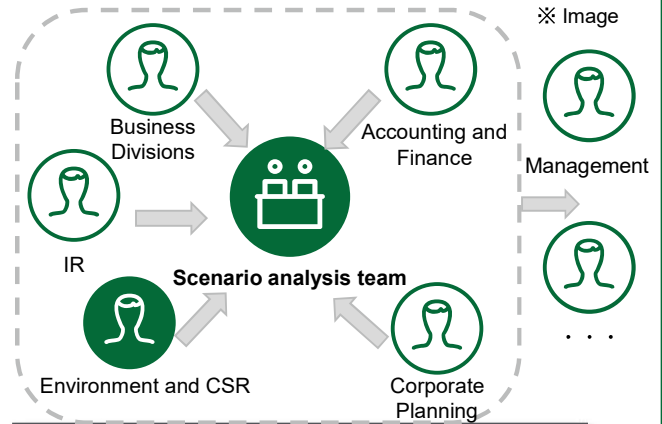 ※ Image
Business
Divisions
Accounting and
Finance
Management
IR
Scenario analysis team
Environment and CSR
Corporate
Planning
・・・